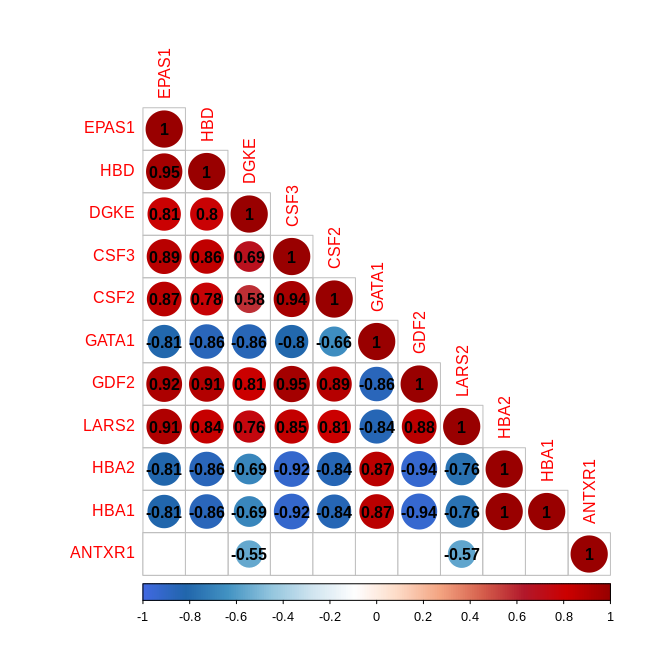 EPAS1
HBD
DGKE
CSF3
CSF2
GATA1
GDF2
LARS2
HBA2
HBA1
ANTXR1
EPAS1 1
HBD 0.95 1
DGKE 0.81 0.8 1
CSF3 0.89 0.86 0.69 1
CSF2 0.87 0.78 0.58 0.94 1
GATA1 -0.81 -0.86 -0.86 -0.8 -0.66 1
GDF2 0.92 0.91 0.81 0.95 0.89 -0.86 1
LARS2 0.91 0.84 0.76 0.85 0.81 -0.84 0.88 1
HBA2 -0.81 -0.86 -0.69 -0.92 -0.84 0.87 -0.94 -0.76 1
HBA1 -0.81 -0.86 -0.69 -0.92 -0.84 0.87 -0.94 -0.76 1 1
ANTXR1 -0.55 -0.57 1
-1 -0.8 -0.6 -0.4 -0.2 0 0.2 0.4 0.6 0.8 1